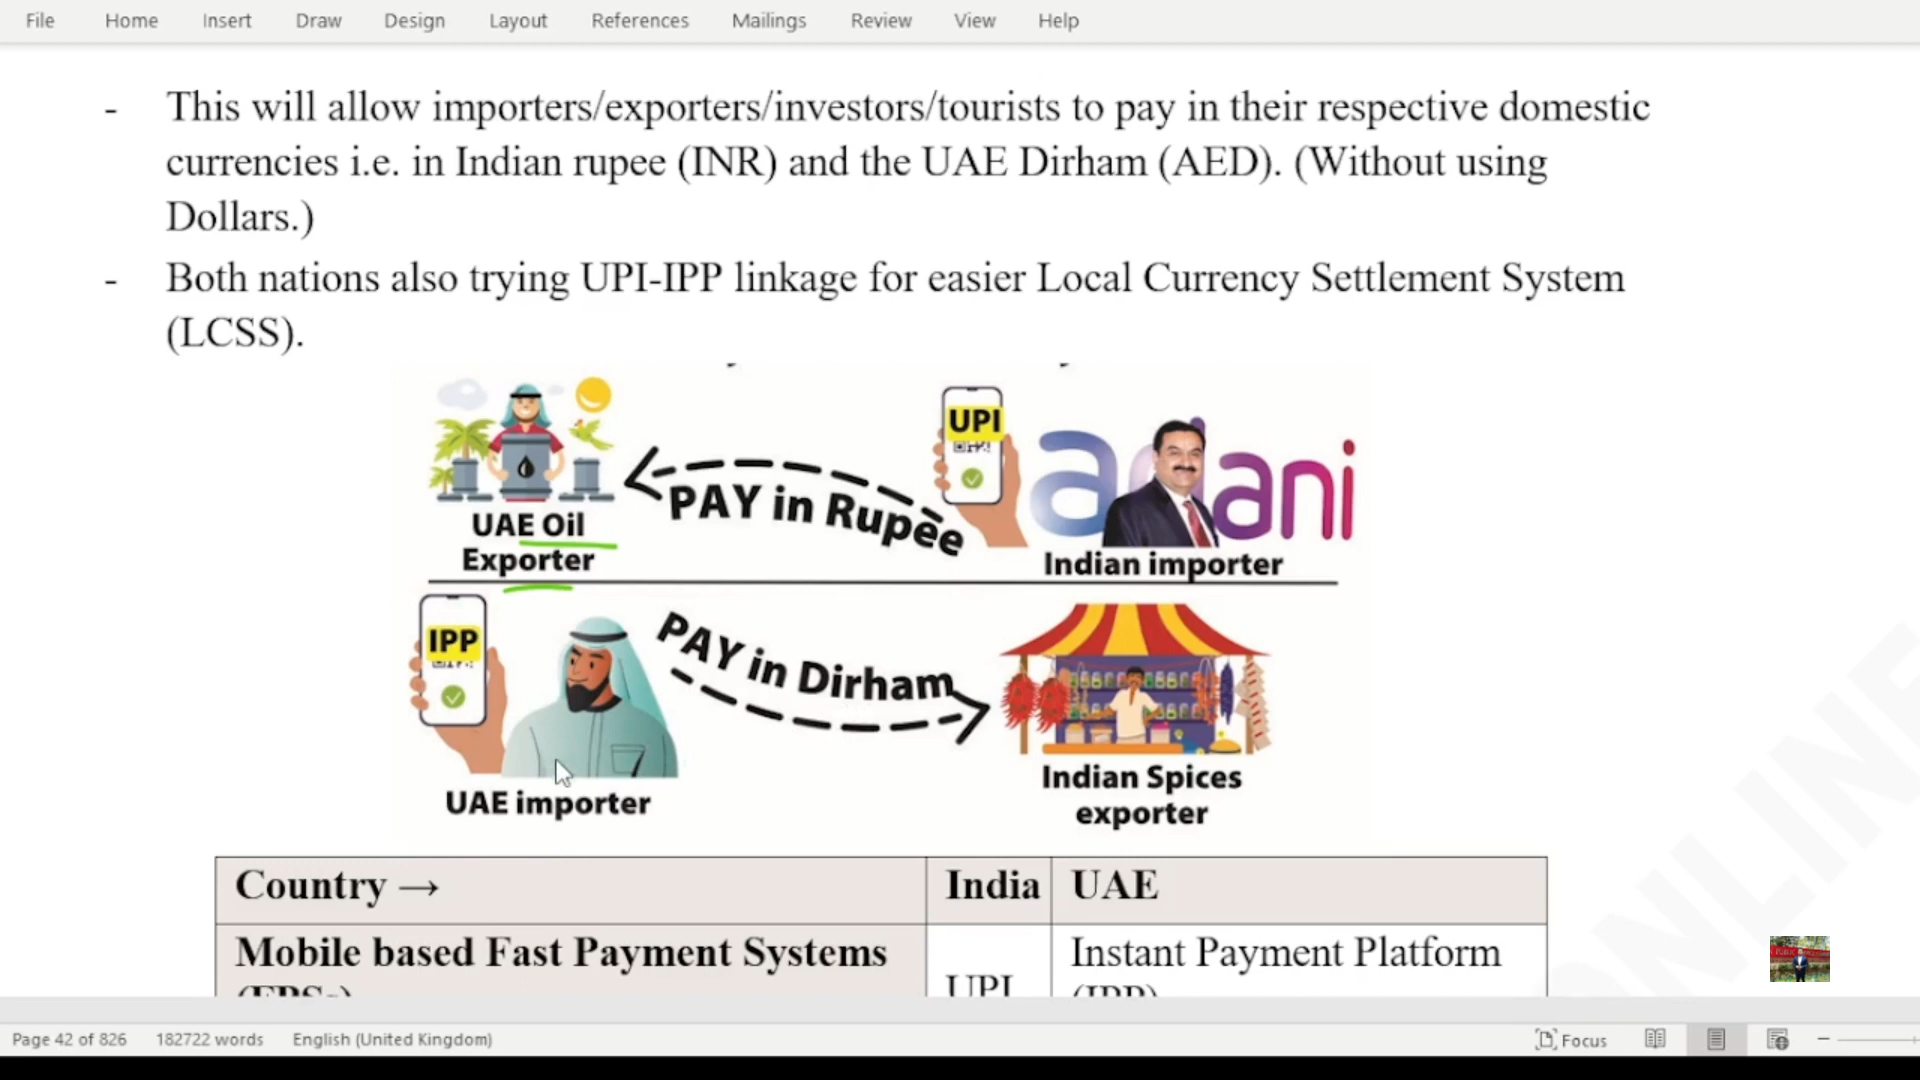 File Home Insert Draw Design Layout References Mailings Review View Help
- This will allow importers/exporters/investors/tourists to pay in their respective domestic
currencies i.e. in Indian rupee (INR) and the UAE Dirham (AED). (Without using
Dollars.)
- Both nations also trying UPI-IPP linkage for easier Local Currency Settlement System
(LCSS).
UPI
adani
PAY in Rupee
UAE Oil
Exporter
Indian importer
IPP
PAY in Dirham
UAE importer
Indian Spices
exporter
Country → India UAE
Mobile based Fast Payment Systems UPI Instant Payment Platform
ONLINE
Page 42 of 826 182722 words English (United Kingdom) Focus